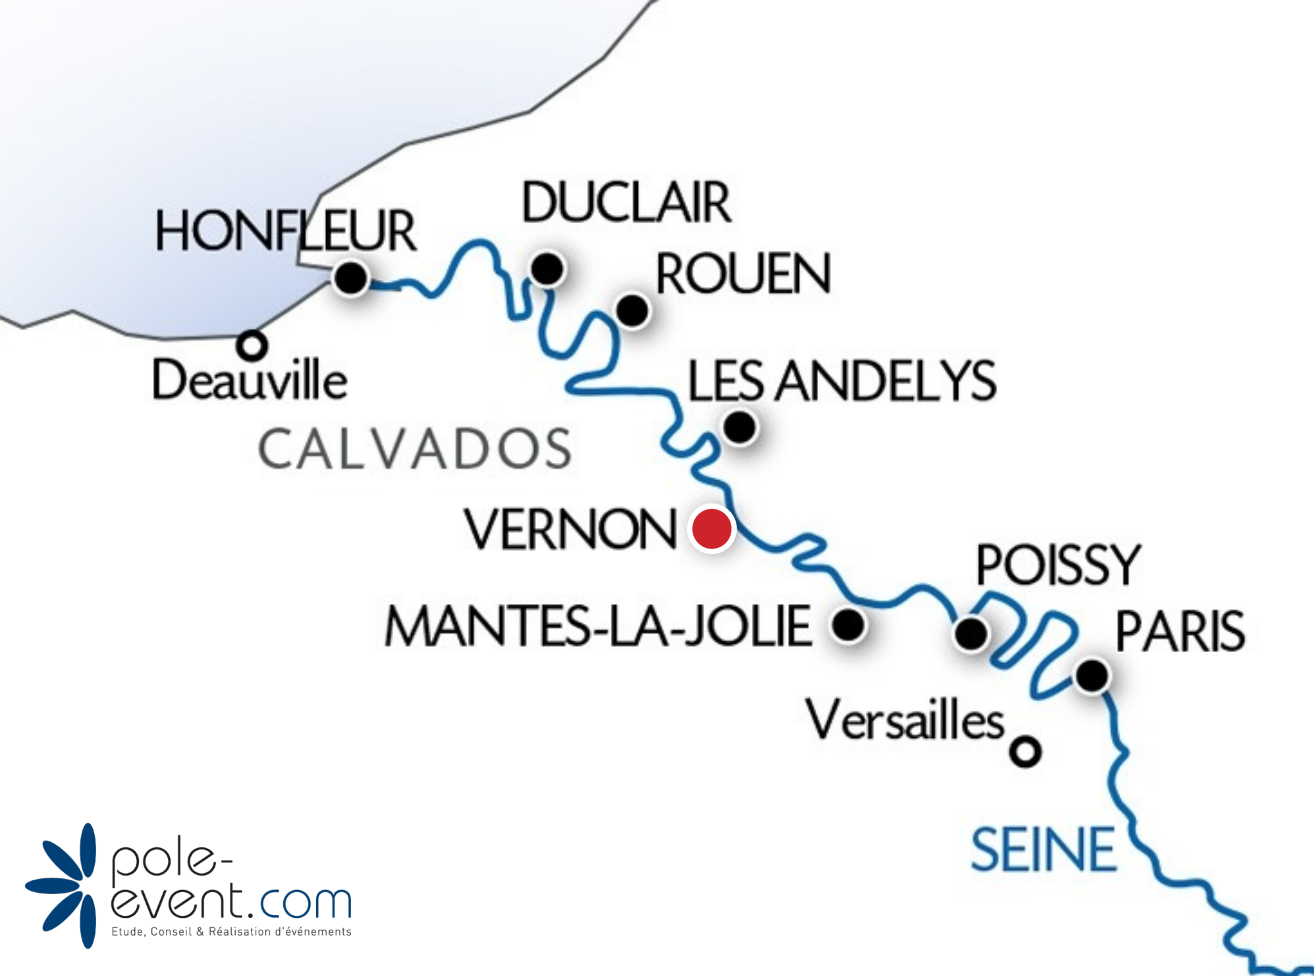 DUCLAIR
HONFLEUR
ROUEN
Deauville
LES ANDELYS
CALVADOS
VERNON
POISSY
MANTES-LA-JOLIE
PARIS
Versailles
SEINE
pole-
event.com
Etude, Conseil & Réalisation d'événements